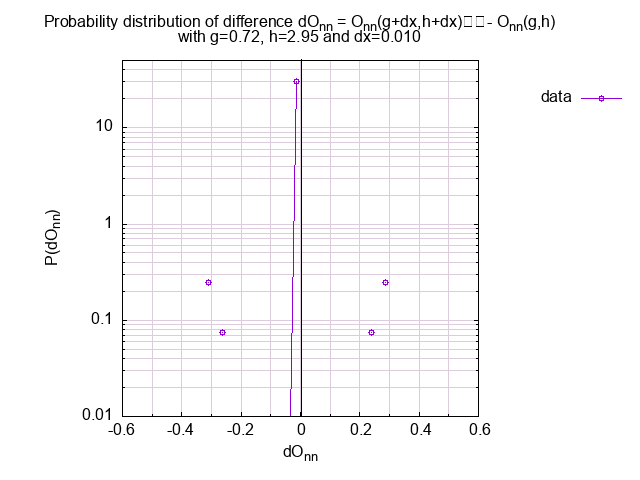 Probability distribution of difference dOnn = Onn(g+dx,h+dx)□□- Onn(g,h)
with g=0.72, h=2.95 and dx=0.010
data
10
1
0.1
0.01
P(dOnn)
-0.6 -0.4 -0.2 0 0.2 0.4 0.6
dOnn